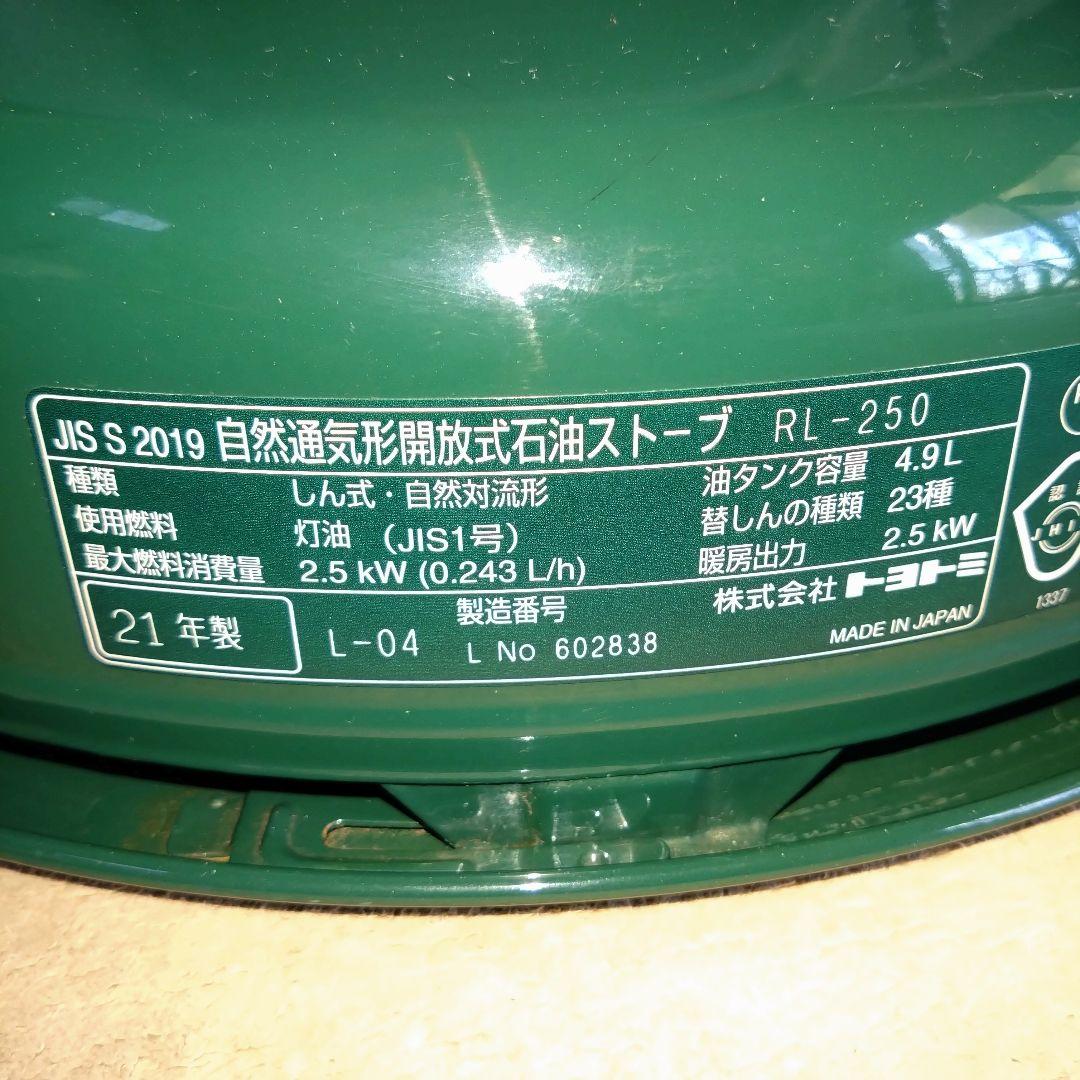 JIS S 2019 自然通気形開放式石油ストーブ RL-250
種類 しん式・自然対流形 油タンク容量 4.9L
使用燃料 灯油 (JIS1号) 替しんの種類 23種
最大燃料消費量 2.5 kW (0.243 L/h) 暖房出力 2.5 kW
21年製 L-04 製造番号 L No 602838 株式会社トヨトミ
MADE IN JAPAN
JHI
1337